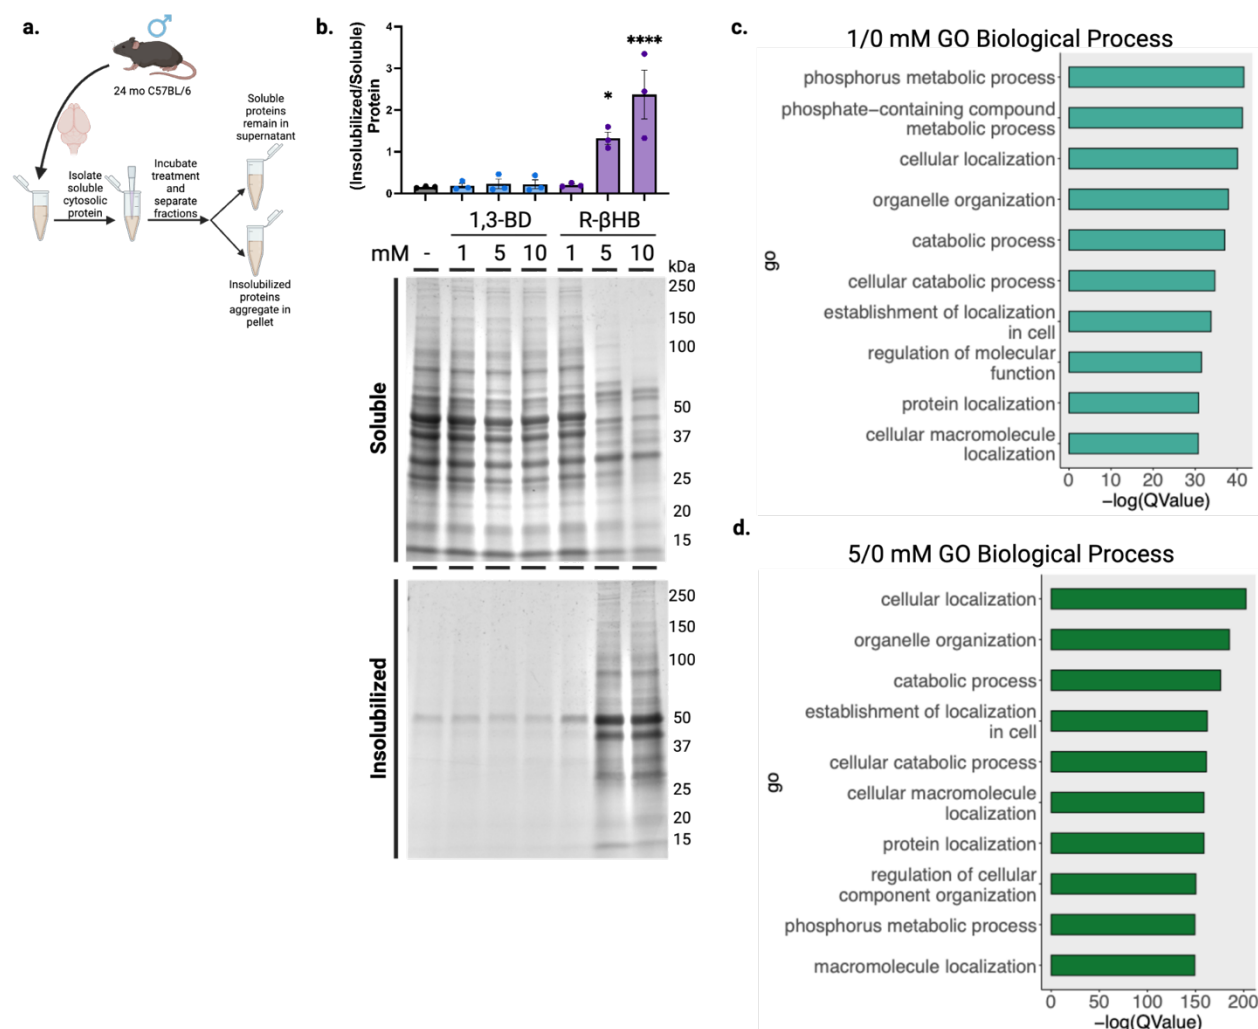 a.
♂
24 mo C57BL/6
Isolate
soluble
cytosolic
protein
Incubate
treatment
and
separate
fractions
Soluble
proteins
remain in
supernatant
Insolubilized
proteins
aggregate in
pellet
b.
(Insolubilized/Soluble)
Protein
4
3
2
1
0
*
****
1,3-BD R-βHB
mM - 1 5 10 1 5 10
kDa
Soluble
250
150
100
50
37
25
20
15
Insolubilized
250
150
100
50
37
25
20
15
c.
1/0 mM GO Biological Process
go
phosphorus metabolic process
phosphate−containing compound
metabolic process
cellular localization
organelle organization
catabolic process
cellular catabolic process
establishment of localization
in cell
regulation of molecular
function
protein localization
cellular macromolecule
localization
0 10 20 30 40
−log(QValue)
d.
5/0 mM GO Biological Process
go
cellular localization
organelle organization
catabolic process
establishment of localization
in cell
cellular catabolic process
cellular macromolecule
localization
protein localization
regulation of cellular
component organization
phosphorus metabolic process
macromolecule localization
0 50 100 150 200
−log(QValue)